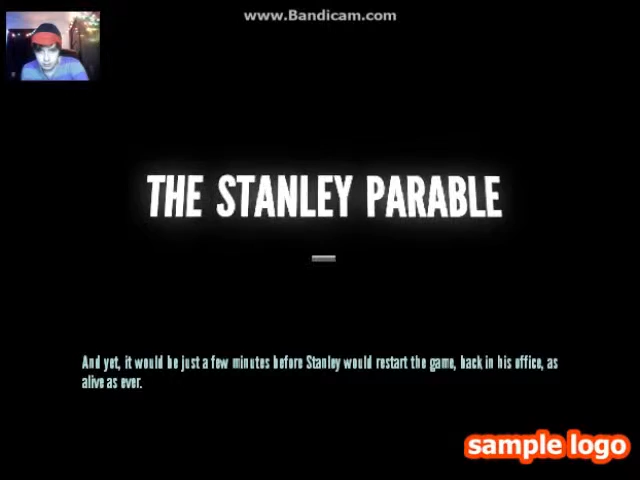 www.Bandicam.com
THE STANLEY PARABLE
And yet, it would be just a few minutes before Stanley would restart the game, back in his office, as
alive as ever.
sample logo